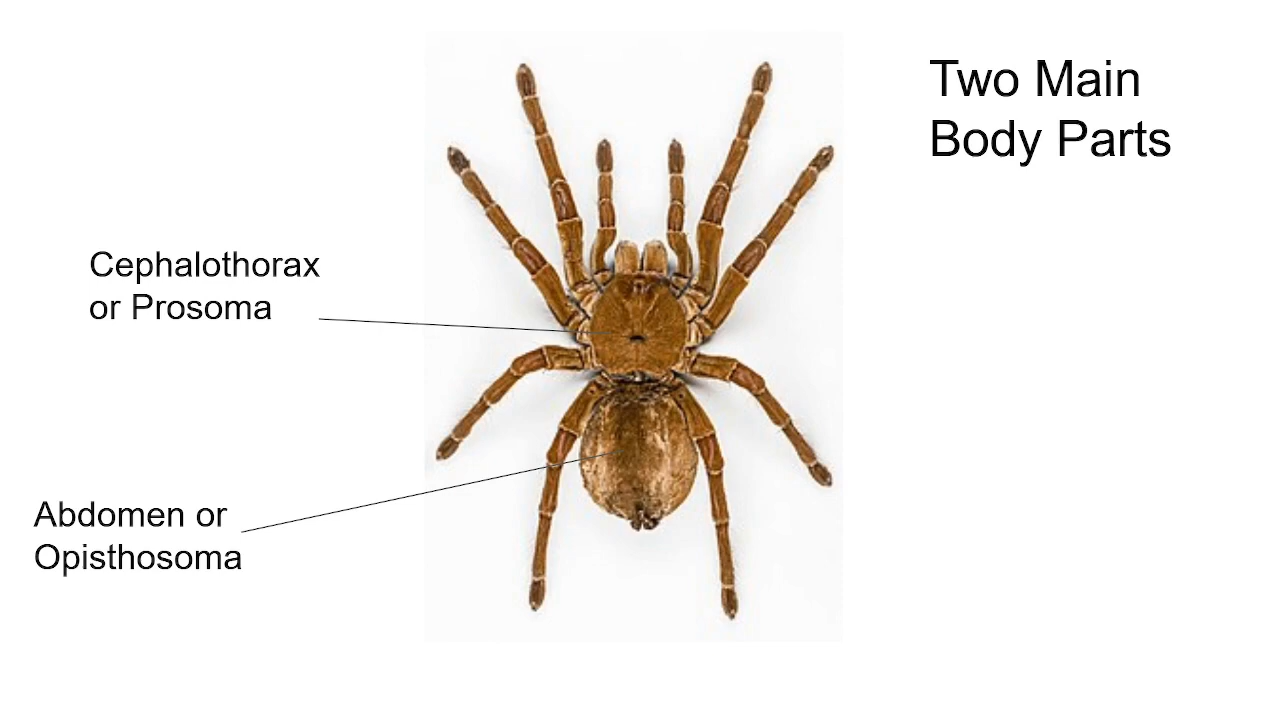 Two Main
Body Parts
Cephalothorax
or Prosoma
Abdomen or
Opisthosoma